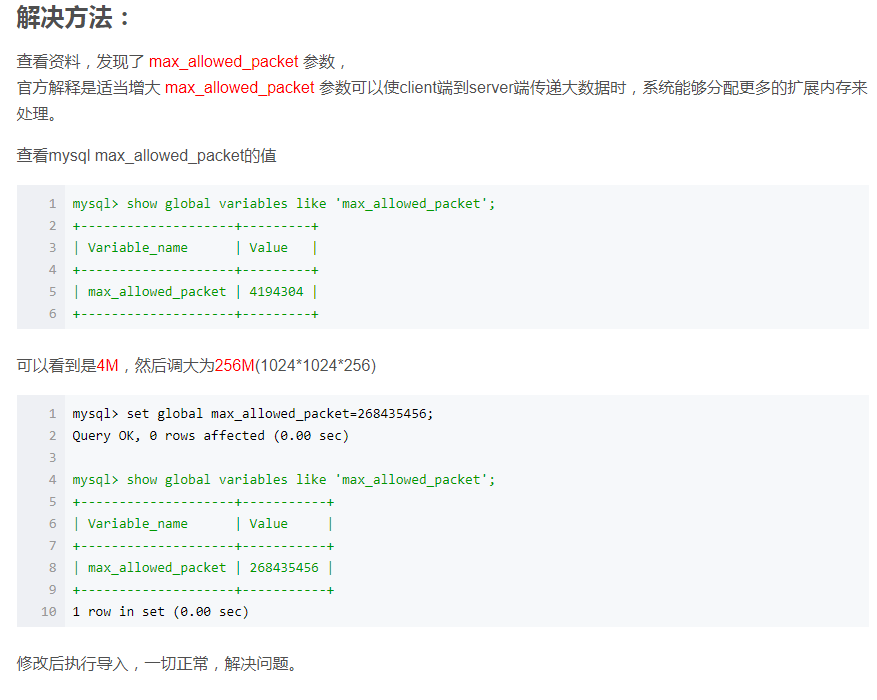 解决方法：
查看资料，发现了 max_allowed_packet 参数，
官方解释是适当增大 max_allowed_packet 参数可以使client端到server端传递大数据时，系统能够分配更多的扩展内存来
处理。
查看mysql max_allowed_packet的值
1 mysql> show global variables like 'max_allowed_packet';
2 +--------------------+---------+
3 | Variable_name      | Value   |
4 +--------------------+---------+
5 | max_allowed_packet | 4194304 |
6 +--------------------+---------+
可以看到是4M，然后调大为256M(1024*1024*256)
1 mysql> set global max_allowed_packet=268435456;
2 Query OK, 0 rows affected (0.00 sec)
3
4 mysql> show global variables like 'max_allowed_packet';
5 +--------------------+-----------+
6 | Variable_name      | Value     |
7 +--------------------+-----------+
8 | max_allowed_packet | 268435456 |
9 +--------------------+-----------+
10 1 row in set (0.00 sec)
修改后执行导入，一切正常，解决问题。